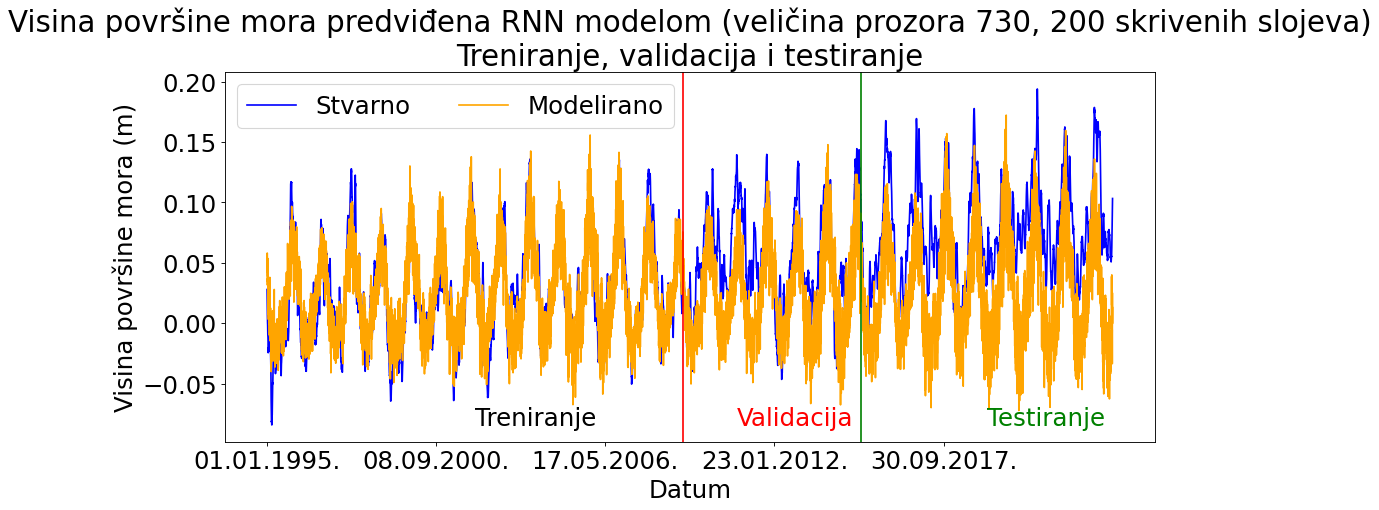 Visina površine mora predviđena RNN modelom (veličina prozora 730, 200 skrivenih slojeva)
Treniranje, validacija i testiranje
Stvarno
Modelirano
Visina površine mora (m)
0.20
0.15
0.10
0.05
0.00
−0.05
Treniranje
Validacija
Testiranje
01.01.1995.
08.09.2000.
17.05.2006.
23.01.2012.
30.09.2017.
Datum